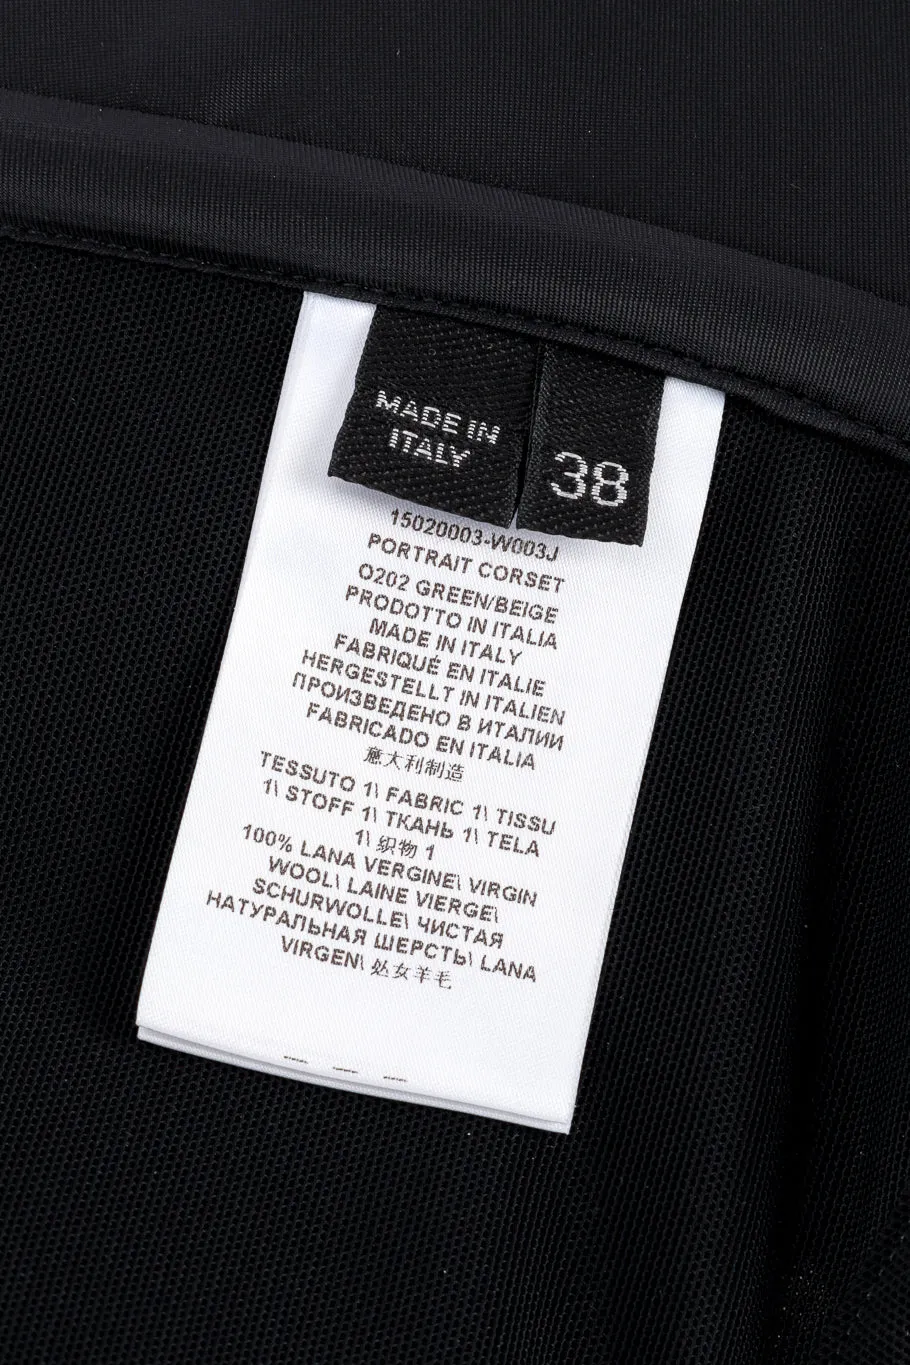 MADE IN
ITALY
38
15020003-W003J
PORTRAIT CORSET
O202 GREEN/BEIGE
PRODOTTO IN ITALIA
MADE IN ITALY
FABRIQUÉ EN ITALIE
HERGESTELLT IN ITALIEN
ПРОИЗВЕДЕНО В ИТАЛИИ
FABRICADO EN ITALIA
意大利制造
TESSUTO 1\ FABRIC 1\ TISSU
1\ STOFF 1\ ТКАНЬ 1\ TELA
1\ 织物 1
100% LANA VERGINE\ VIRGIN
WOOL\ LAINE VIERGE\
SCHURWOLLE\ ЧИСТАЯ
НАТУРАЛЬНАЯ ШЕРСТЬ\ LANA
VIRGEN\ 处女羊毛